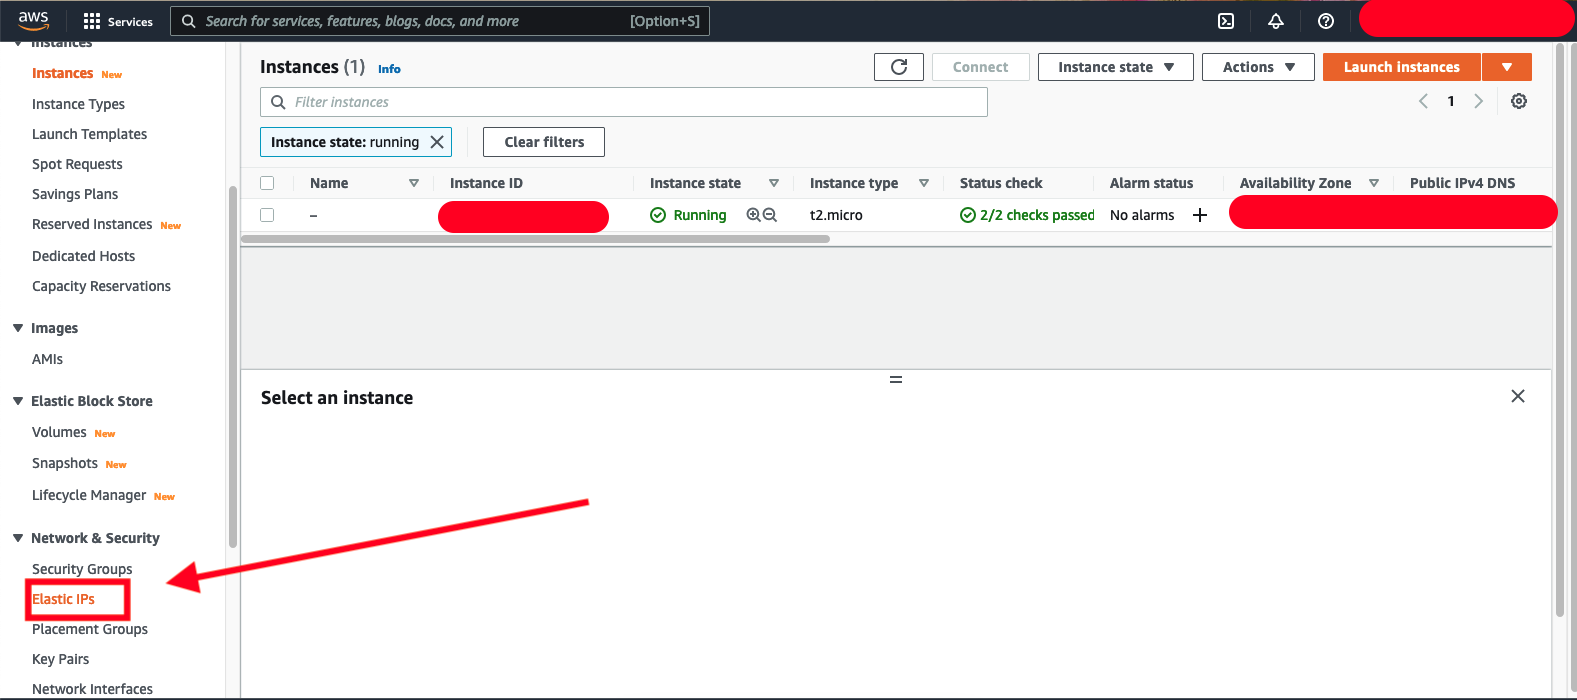 aws
Services
Search for services, features, blogs, docs, and more
[Option+S]
Instances
Instances New
Instance Types
Launch Templates
Spot Requests
Savings Plans
Reserved Instances New
Dedicated Hosts
Capacity Reservations
Images
AMIs
Elastic Block Store
Volumes New
Snapshots New
Lifecycle Manager New
Network & Security
Security Groups
Elastic IPs
Placement Groups
Key Pairs
Network Interfaces
Instances (1) Info
Connect
Instance state
Actions
Launch instances
Filter instances
1
Instance state: running
Clear filters
Name Instance ID Instance state Instance type Status check Alarm status Availability Zone Public IPv4 DNS
– Running t2.micro 2/2 checks passed No alarms +
Select an instance